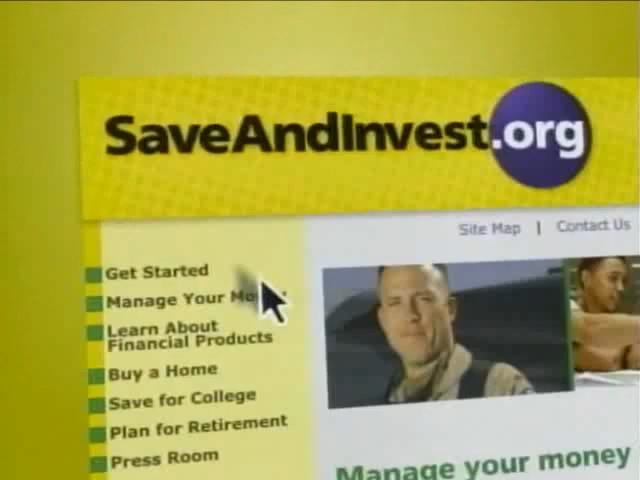 SaveAndInvest.org
Site Map | Contact Us
Get Started
Manage Your
Learn About
Financial Products
Buy a Home
Save for College
Plan for Retirement
Press Room
Manage your money